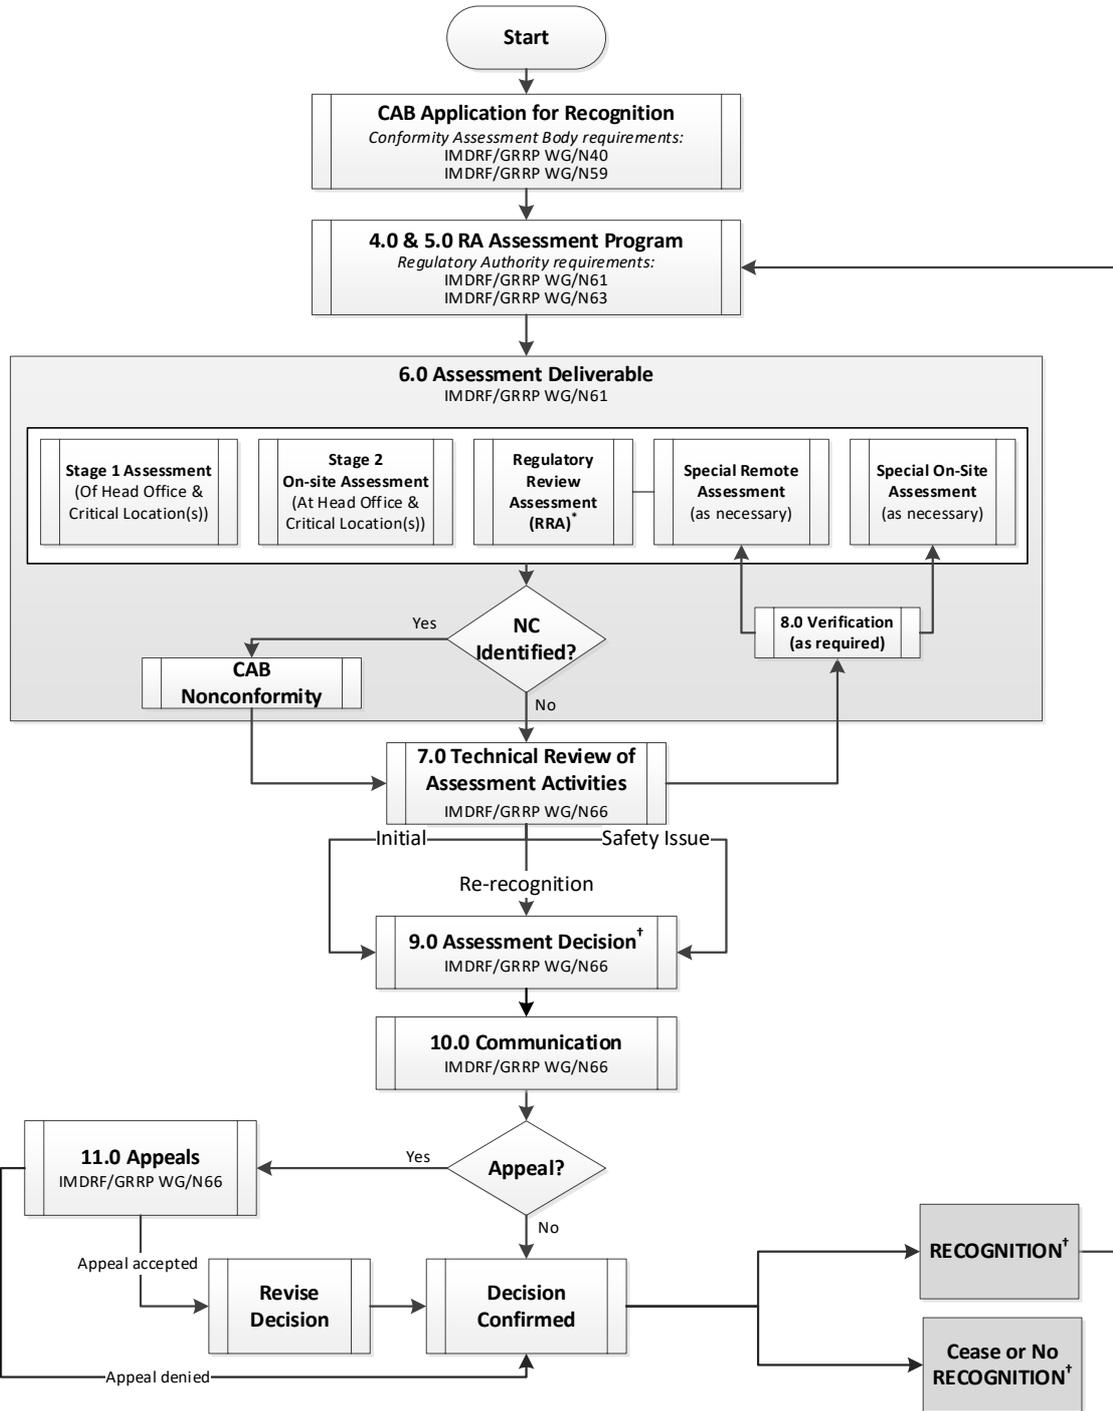 Start
CAB Application for Recognition
Conformity Assessment Body requirements:
IMDRF/GRRP WG/N40
IMDRF/GRRP WG/N59
4.0 & 5.0 RA Assessment Program
Regulatory Authority requirements:
IMDRF/GRRP WG/N61
IMDRF/GRRP WG/N63
6.0 Assessment Deliverable
IMDRF/GRRP WG/N61
Stage 1 Assessment
(Of Head Office &
Critical Location(s))
Stage 2
On-site Assessment
(At Head Office &
Critical Location(s))
Regulatory
Review
Assessment
(RRA)*
Special Remote
Assessment
(as necessary)
Special On-Site
Assessment
(as necessary)
NC
Identified?
Yes
No
8.0 Verification
(as required)
CAB
Nonconformity
7.0 Technical Review of
Assessment Activities
IMDRF/GRRP WG/N66
Initial
Safety Issue
Re-recognition
9.0 Assessment Decision†
IMDRF/GRRP WG/N66
10.0 Communication
IMDRF/GRRP WG/N66
Appeal?
Yes
No
11.0 Appeals
IMDRF/GRRP WG/N66
Appeal accepted
Revise
Decision
Decision
Confirmed
Appeal denied
RECOGNITION†
Cease or No
RECOGNITION†